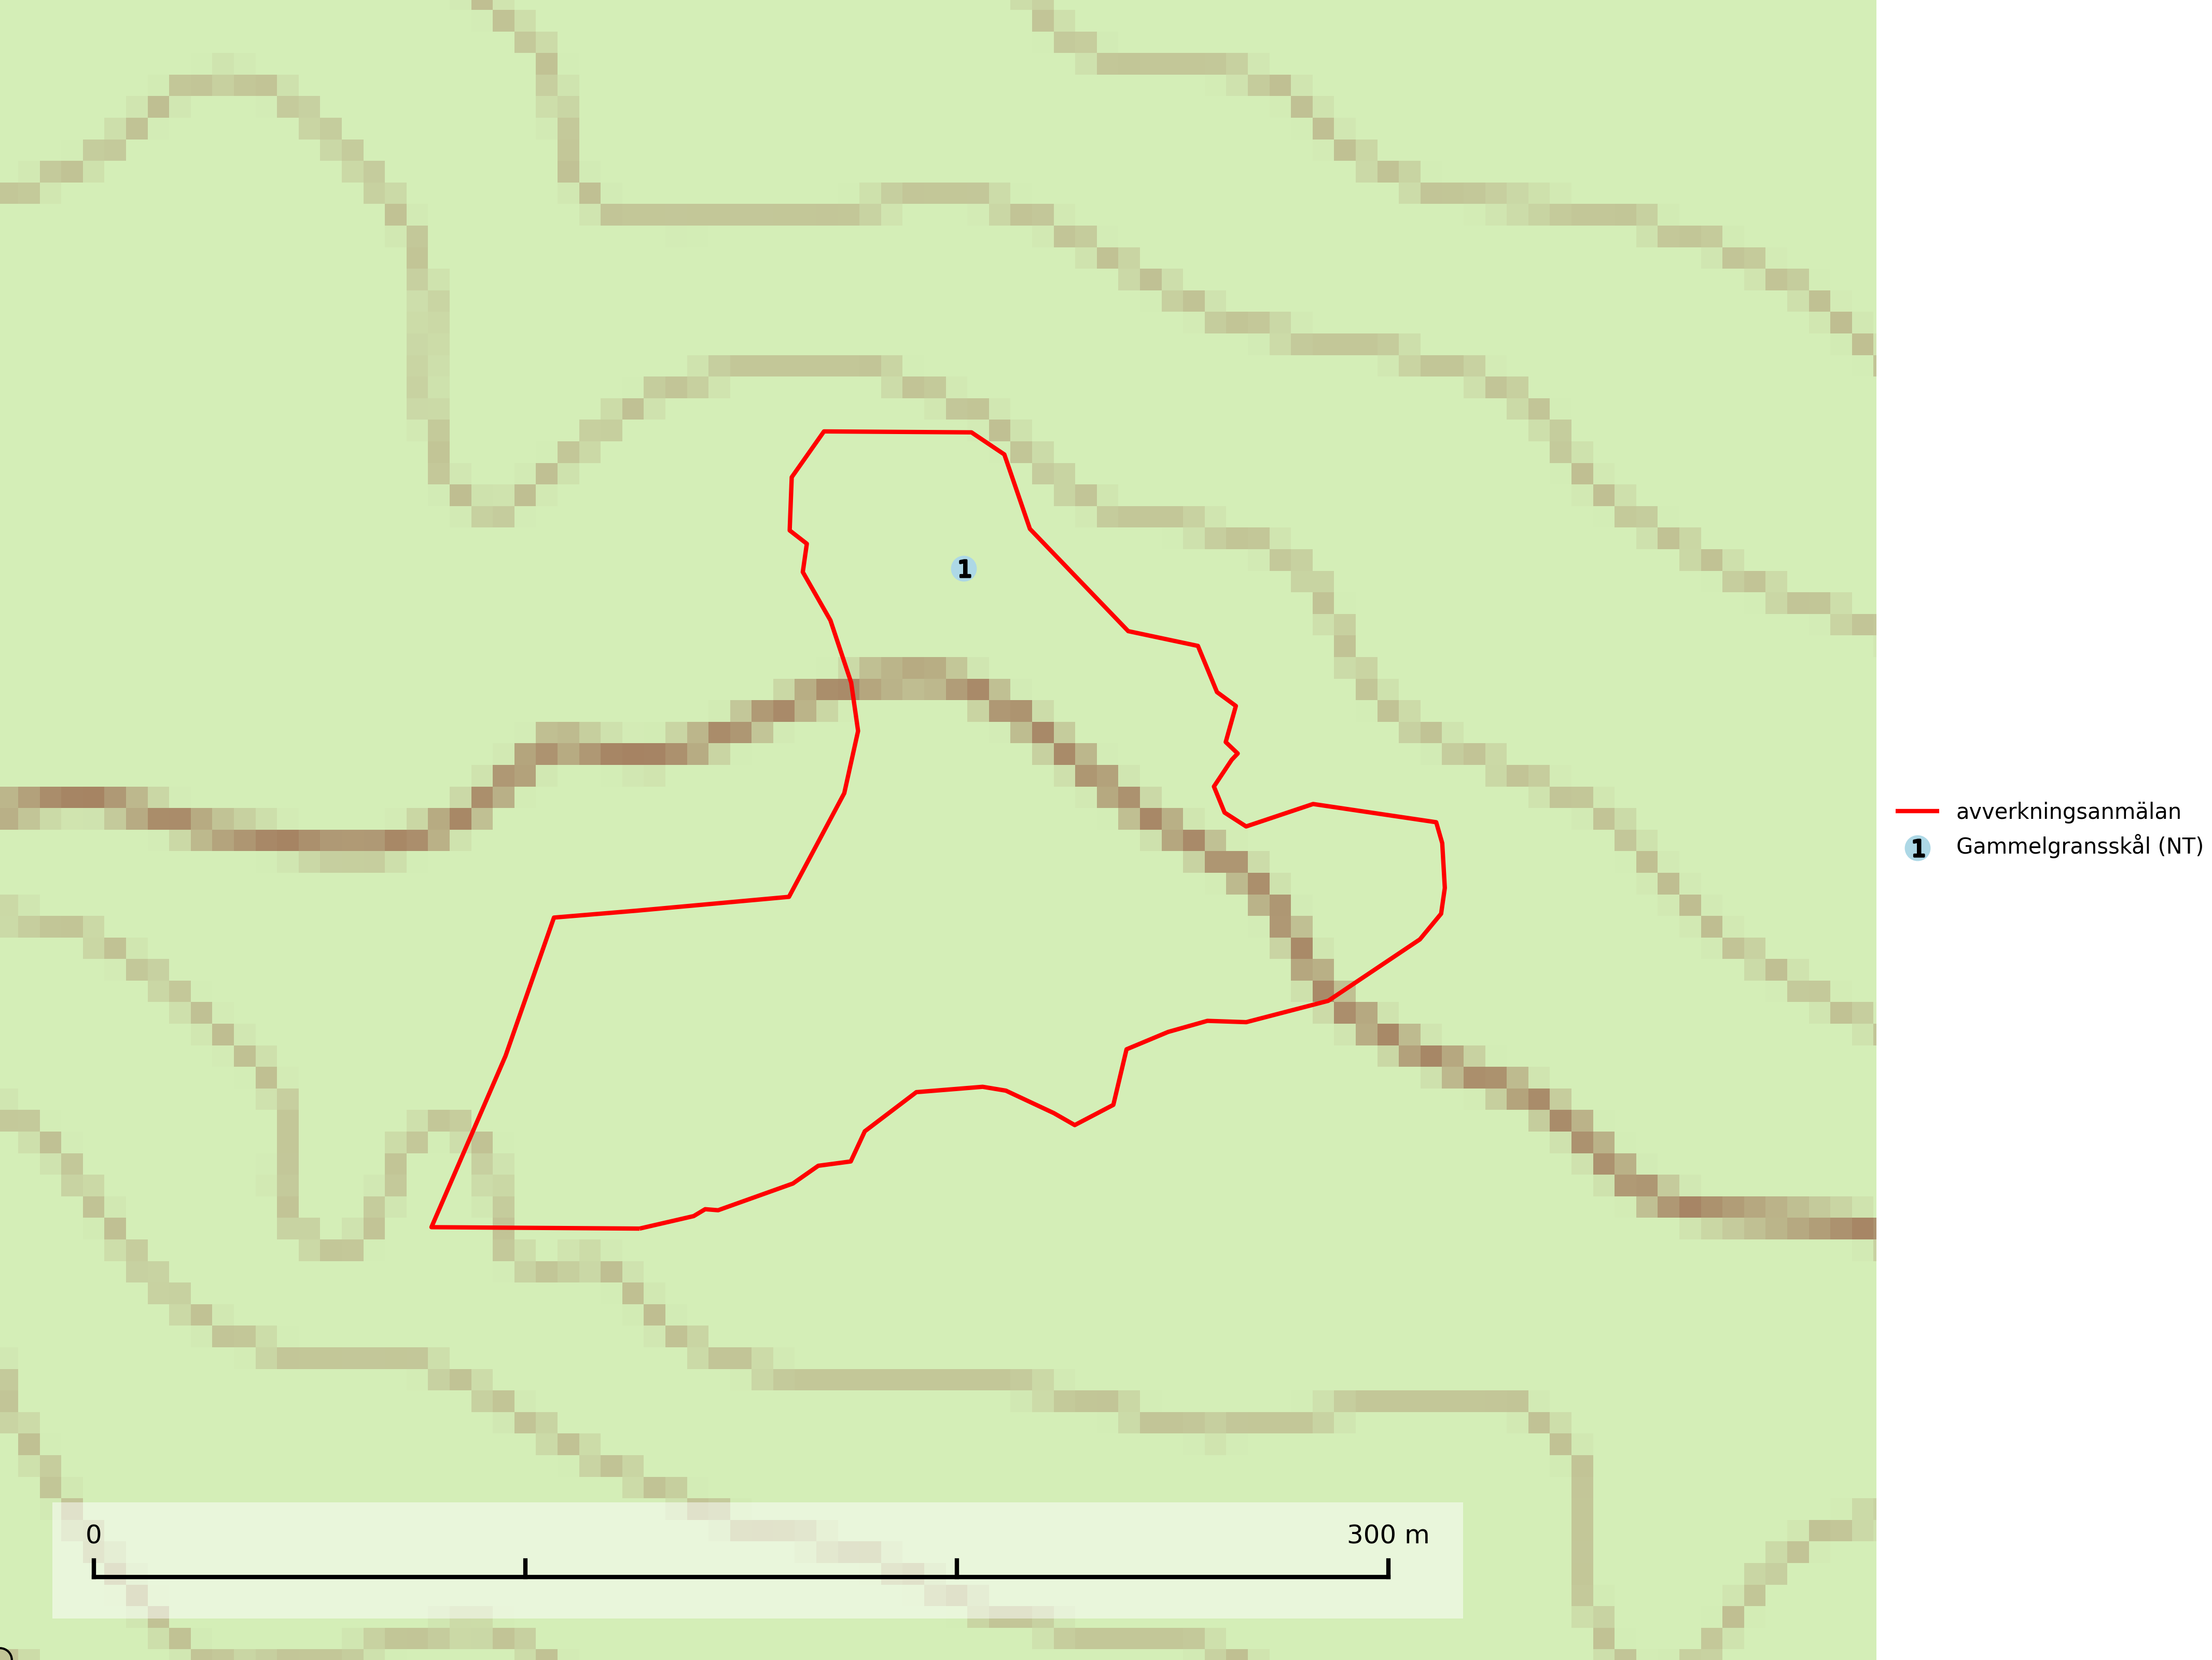 1
avverkningsanmälan
1 Gammelgransskål (NT)
0 300 m